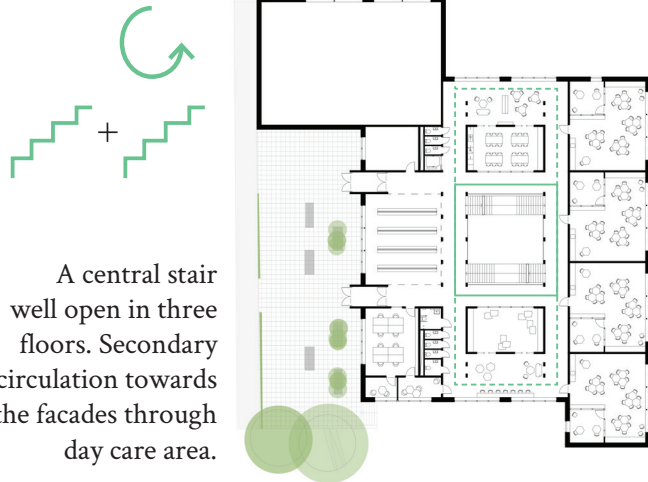 +
A central stair
well open in three
floors. Secondary
circulation towards
the facades through
day care area.